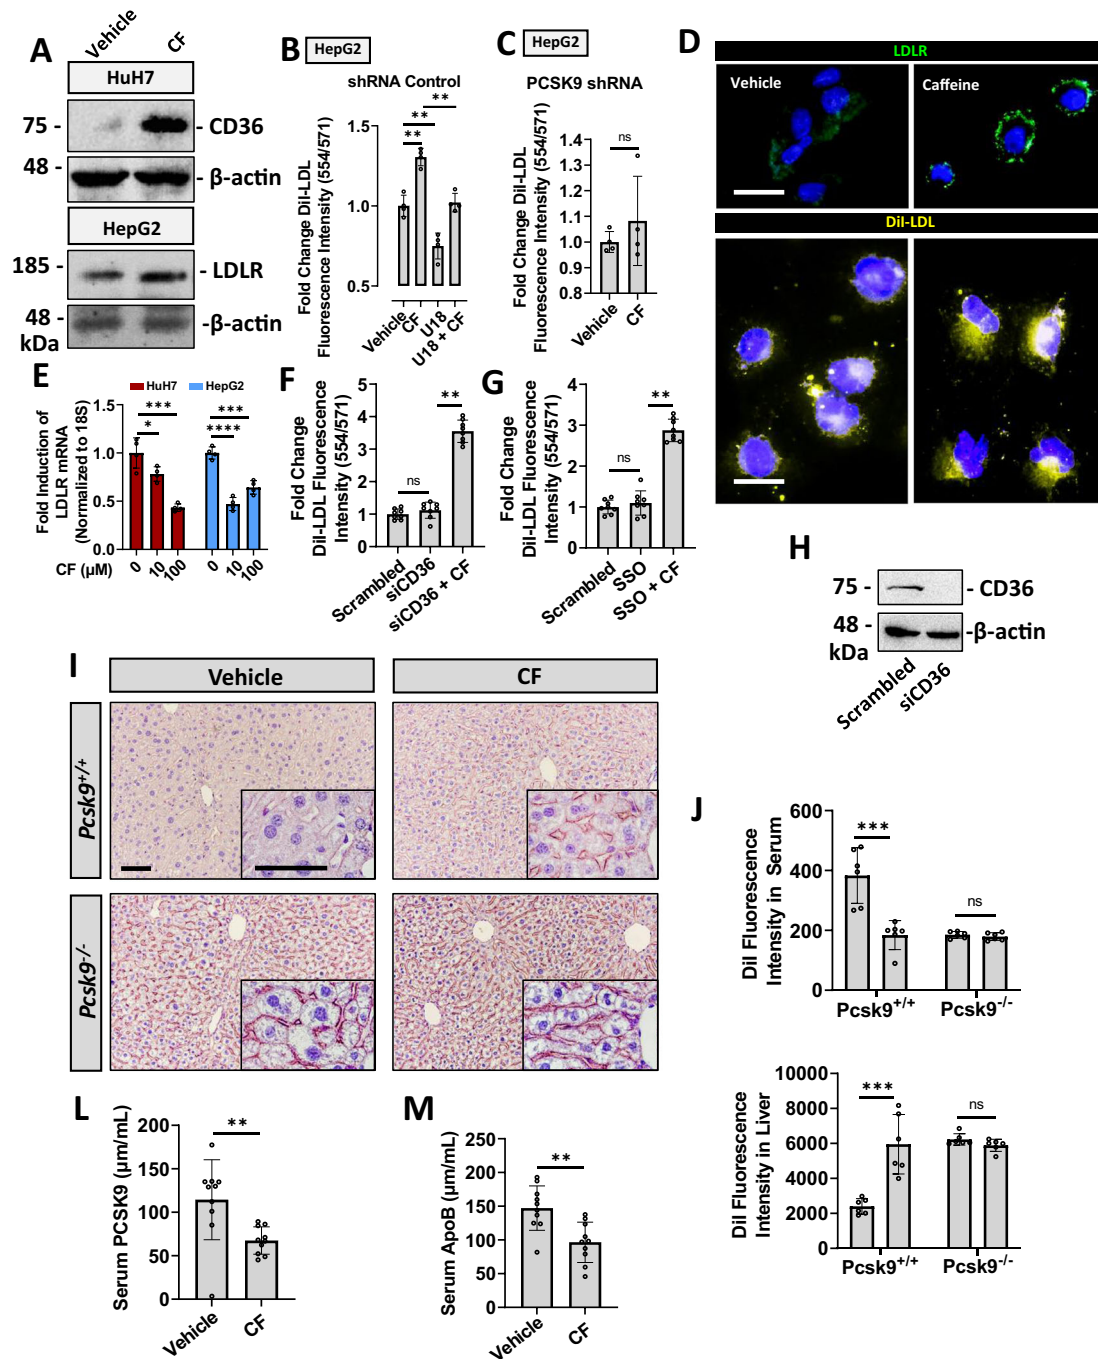 A
Vehicle
CF
HuH7
75 -
- CD36
48 -
- β-actin
HepG2
185 -
- LDLR
48 -
kDa
-β-actin
B
HepG2
shRNA Control
Fold Change Dil-LDL
Fluorescence Intensity (554/571)
1.5
1.0
0.5
**
**
**
**
Vehicle
CF
U18
U18 + CF
C
HepG2
PCSK9 shRNA
Fold Change Dil-LDL
Fluorescence Intensity (554/571)
1.4
1.3
1.2
1.1
1.0
0.9
0.8
ns
Vehicle
CF
D
LDLR
Vehicle
Caffeine
Dil-LDL
E
HuH7
HepG2
Fold Induction of
LDLR mRNA
(Normalized to 18S)
1.5
1.0
0.5
0.0
***
*
***
****
CF (μM)
0
10
100
0
10
100
F
Fold Change
Dil-LDL Fluorescence
Intensity (554/571)
5
4
3
2
1
0
ns
**
Scrambled
siCD36
siCD36 + CF
G
Fold Change
Dil-LDL Fluorescence
Intensity (554/571)
4
3
2
1
0
ns
**
Scrambled
SSO
SSO + CF
H
75 -
- CD36
48 -
kDa
-β-actin
Scrambled
siCD36
I
Vehicle
CF
Pcsk9+/+
Pcsk9-/-
J
Dil Fluorescence
Intensity in Serum
600
400
200
0
***
ns
Pcsk9+/+
Pcsk9-/-
Dil Fluorescence
Intensity in Liver
10000
8000
6000
4000
2000
0
***
ns
Pcsk9+/+
Pcsk9-/-
L
Serum PCSK9 (μm/mL)
200
150
100
50
0
**
Vehicle
CF
M
Serum ApoB (μm/mL)
250
200
150
100
50
0
**
Vehicle
CF